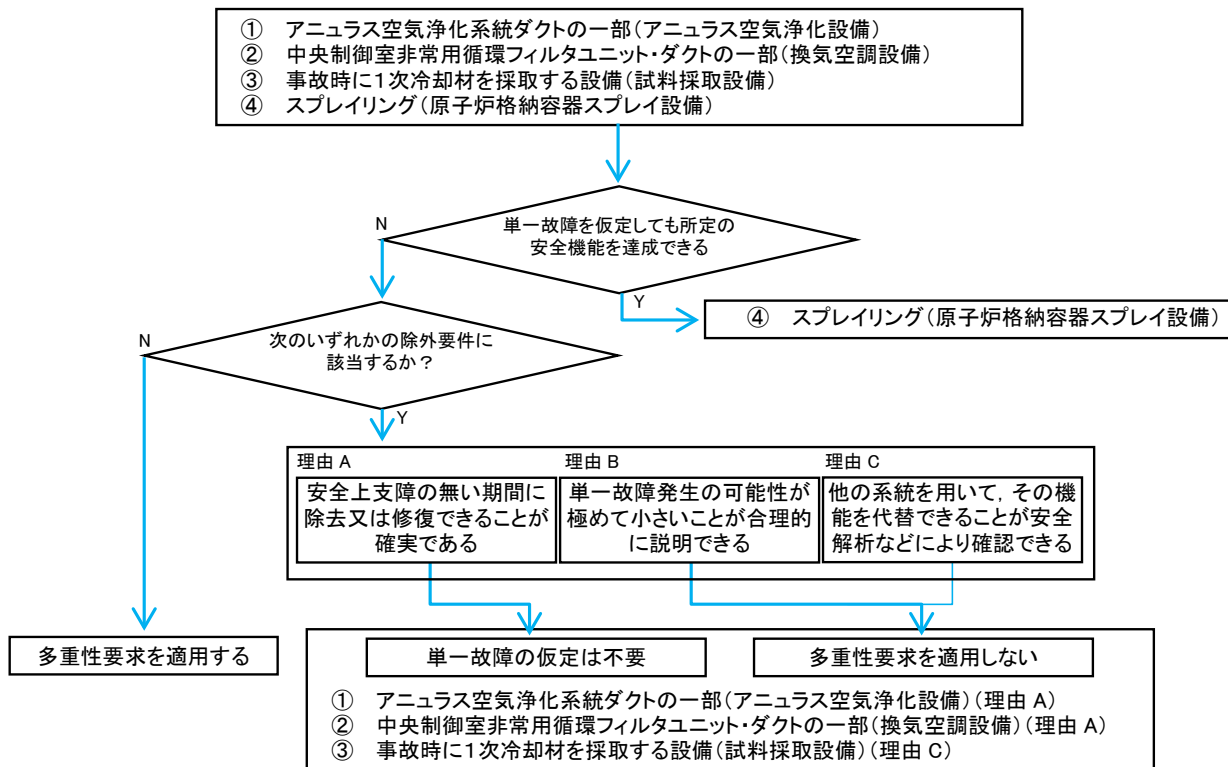 ① アニュラス空気浄化系統ダクトの一部(アニュラス空気浄化設備)
② 中央制御室非常用循環フィルタユニット・ダクトの一部(換気空調設備)
③ 事故時に1次冷却材を採取する設備(試料採取設備)
④ スプレイリング(原子炉格納容器スプレイ設備)
N
単一故障を仮定しても所定の
安全機能を達成できる
Y
④ スプレイリング(原子炉格納容器スプレイ設備)
N
次のいずれかの除外要件に
該当するか?
Y
理由 A
安全上支障の無い期間に
除去又は修復できることが
確実である
理由 B
単一故障発生の可能性が
極めて小さいことが合理的
に説明できる
理由 C
他の系統を用いて,その機
能を代替できることが安全
解析などにより確認できる
多重性要求を適用する
単一故障の仮定は不要
多重性要求を適用しない
① アニュラス空気浄化系統ダクトの一部(アニュラス空気浄化設備)(理由 A)
② 中央制御室非常用循環フィルタユニット・ダクトの一部(換気空調設備)(理由 A)
③ 事故時に1次冷却材を採取する設備(試料採取設備)(理由 C)